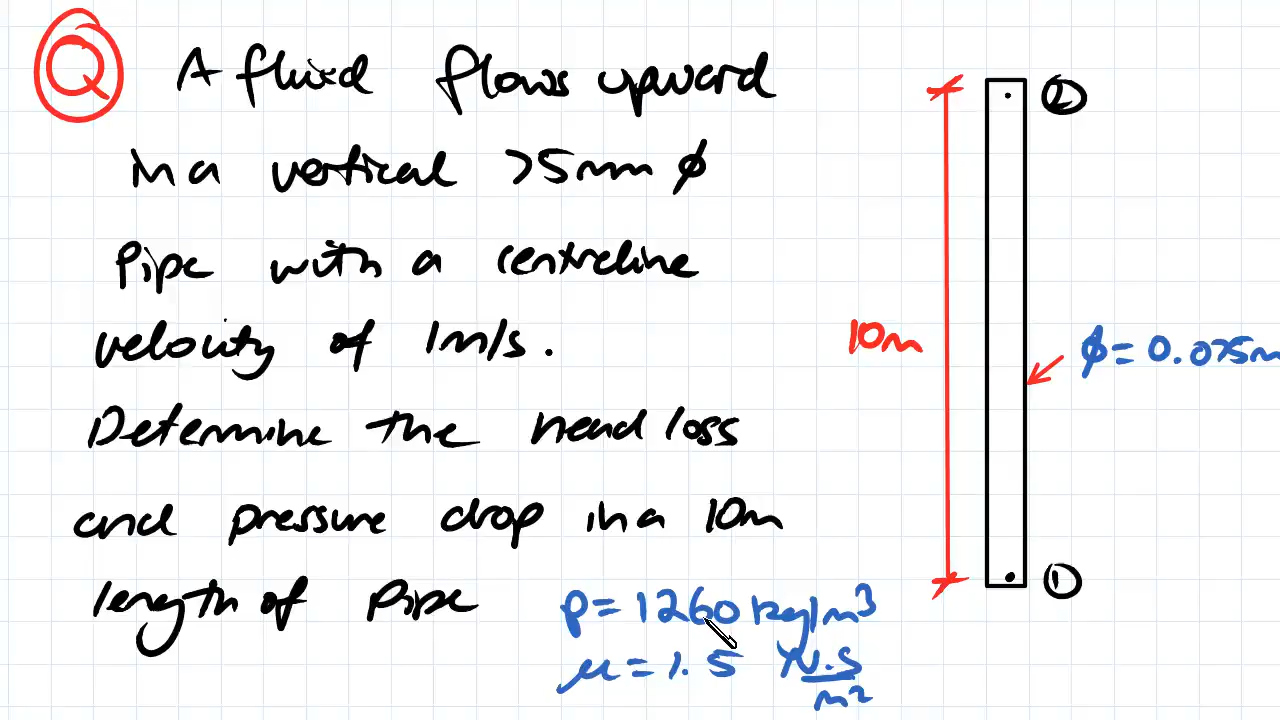 Q A fluid flows upward
in a vertical 75mm φ
Pipe with a centreline
velocity of 1m/s.
Determine the head loss
and pressure drop in a 10m
length of Pipe
ρ = 1260 kg/m³
μ = 1.5 N.S/m²
②
10m
φ = 0.075m
①